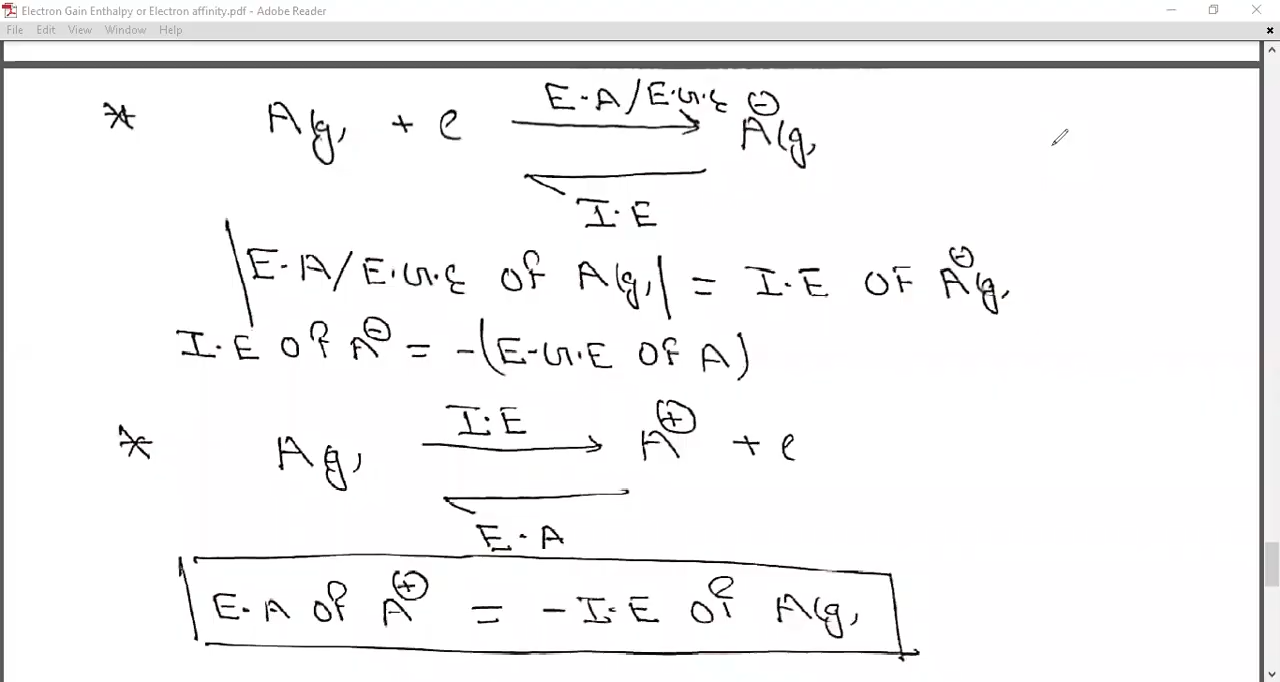 Electron Gain Enthalpy or Electron affinity.pdf - Adobe Reader
File Edit View Window Help
* A(g) + e E.A/E.G.E A⊖(g)
I.E
|E.A/E.G.E of A(g)| = I.E OF A⊖(g)
I.E Of A⊖ = -(E.G.E Of A)
* A(g) I.E A⊕ + e
E.A
E.A Of A⊕ = - I.E Of A(g)